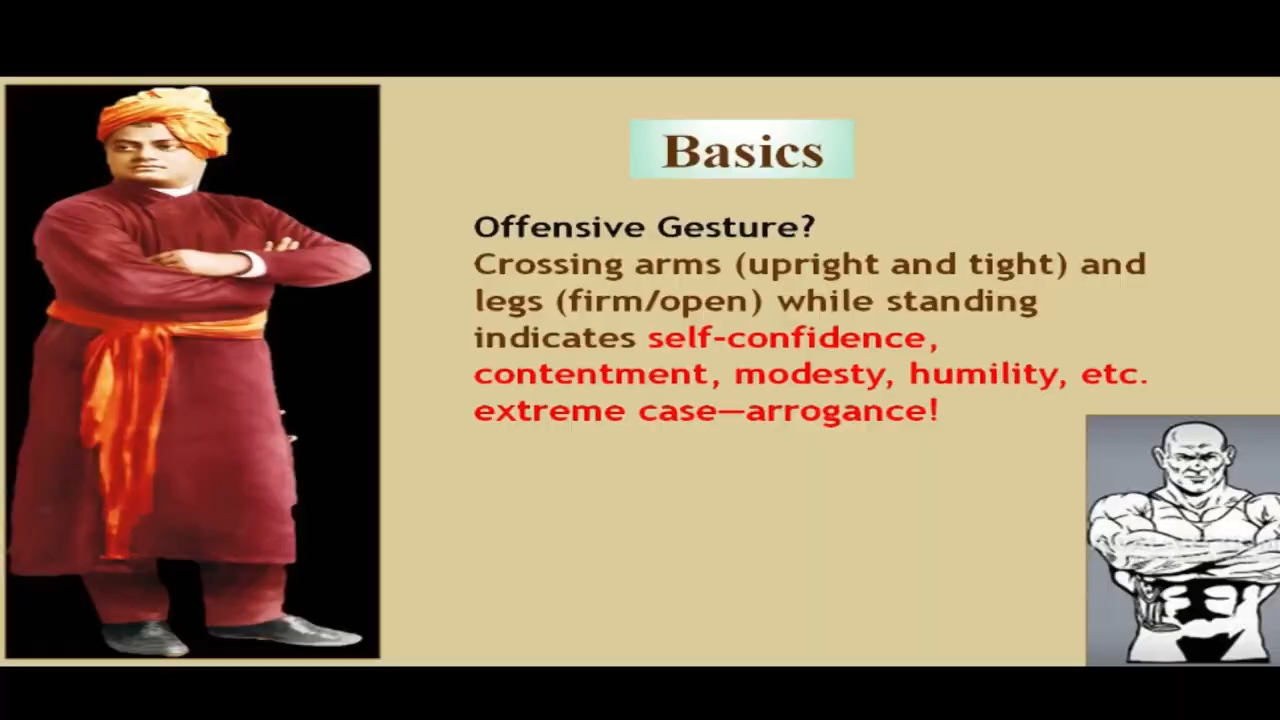 Basics
Offensive Gesture?
Crossing arms (upright and tight) and
legs (firm/open) while standing
indicates self-confidence,
contentment, modesty, humility, etc.
extreme case—arrogance!